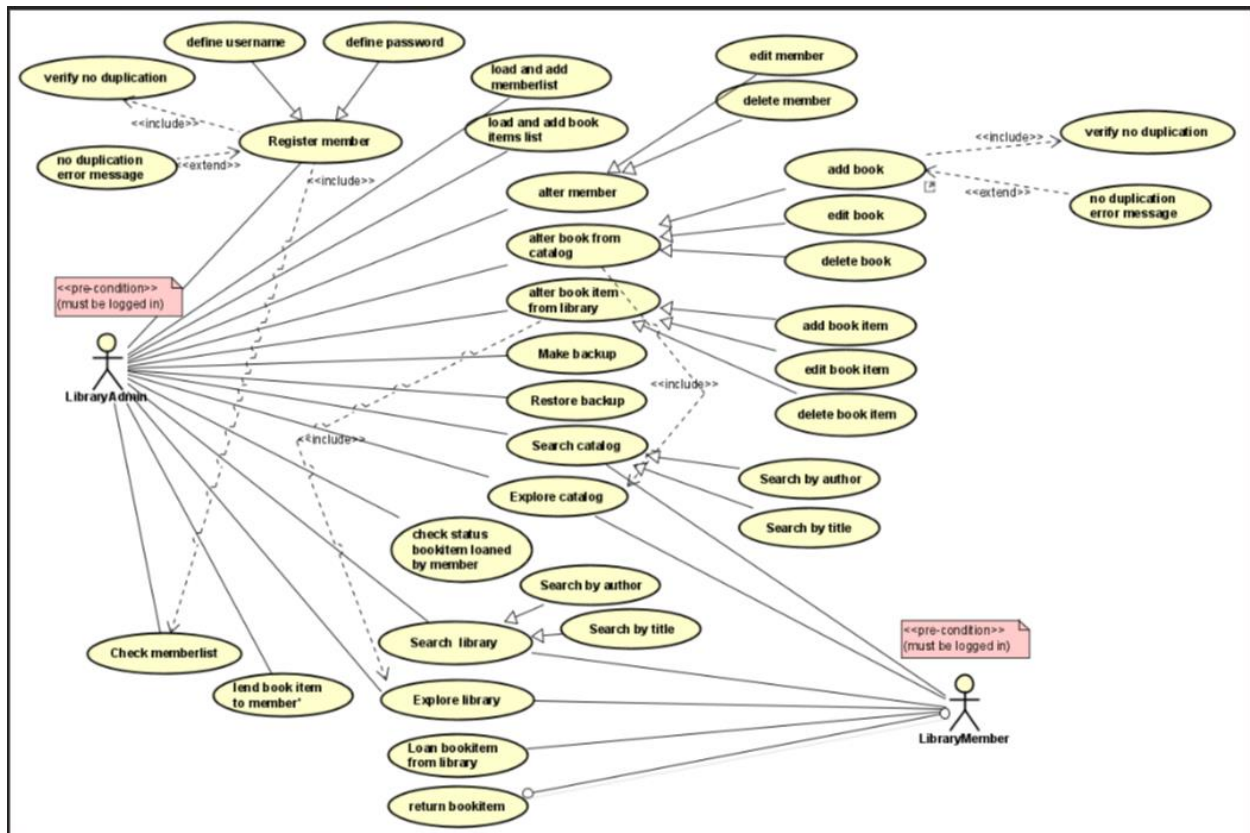 define username
define password
verify no duplication
<<include>>
Register member
no duplication
error message
<<extend>>
<<include>>
load and add
memberlist
load and add book
items list
edit member
delete member
alter member
alter book from
catalog
alter book item
from library
add book
edit book
delete book
<<include>>
verify no duplication
<<extend>>
no duplication
error message
add book item
edit book item
delete book item
<<pre-condition>>
(must be logged in)
LibraryAdmin
Make backup
Restore backup
<<include>>
<<include>>
Search catalog
Explore catalog
Search by author
Search by title
check status
bookitem loaned
by member
Search by author
Search by title
Search library
Check memberlist
lend book item
to member*
Explore library
Loan bookitem
from library
return bookitem
<<pre-condition>>
(must be logged in)
LibraryMember